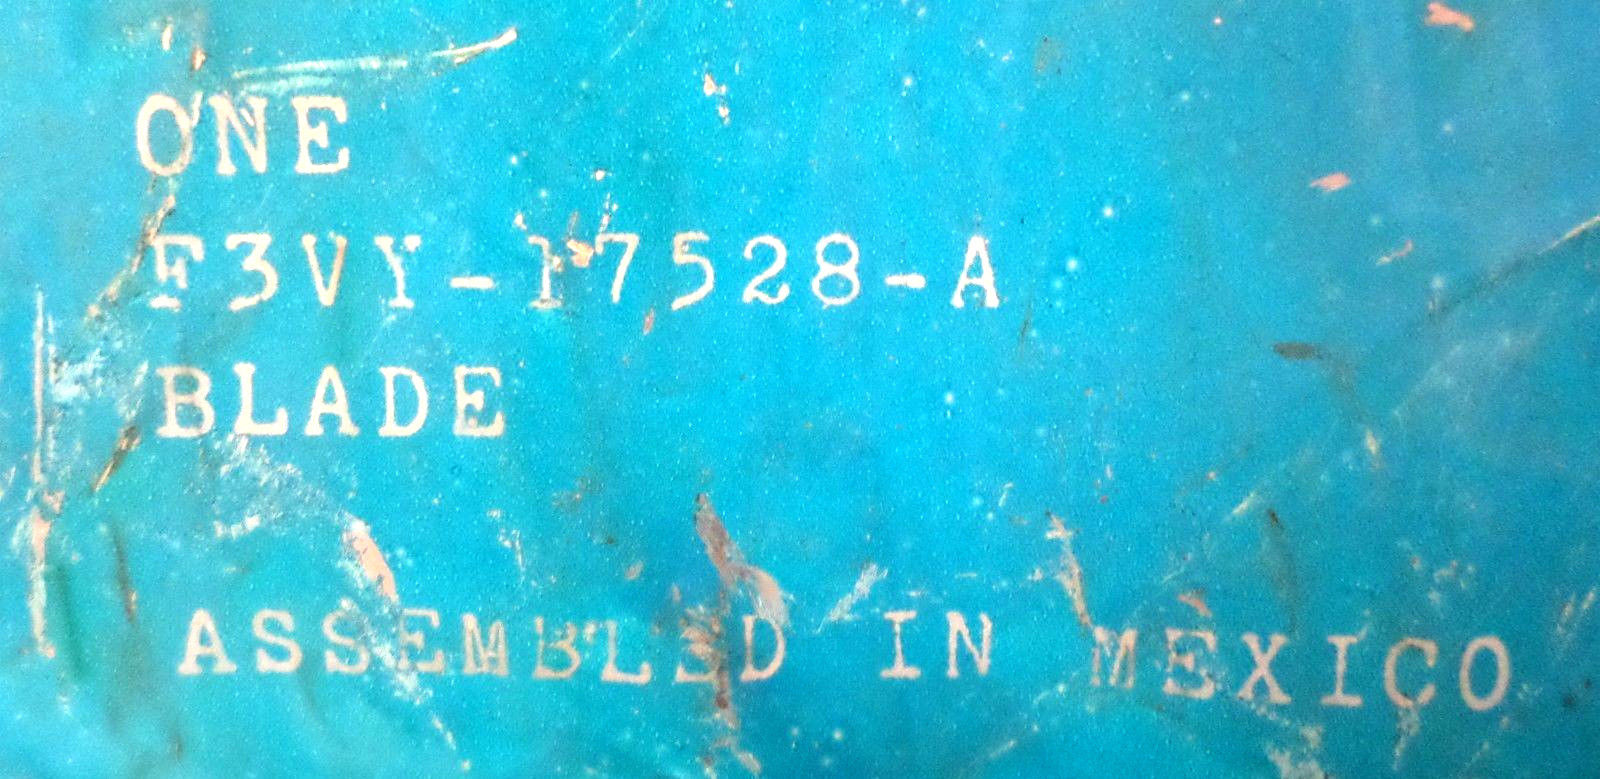 ONE
F3VY-17528-A
BLADE
ASSEMBLED IN MEXICO